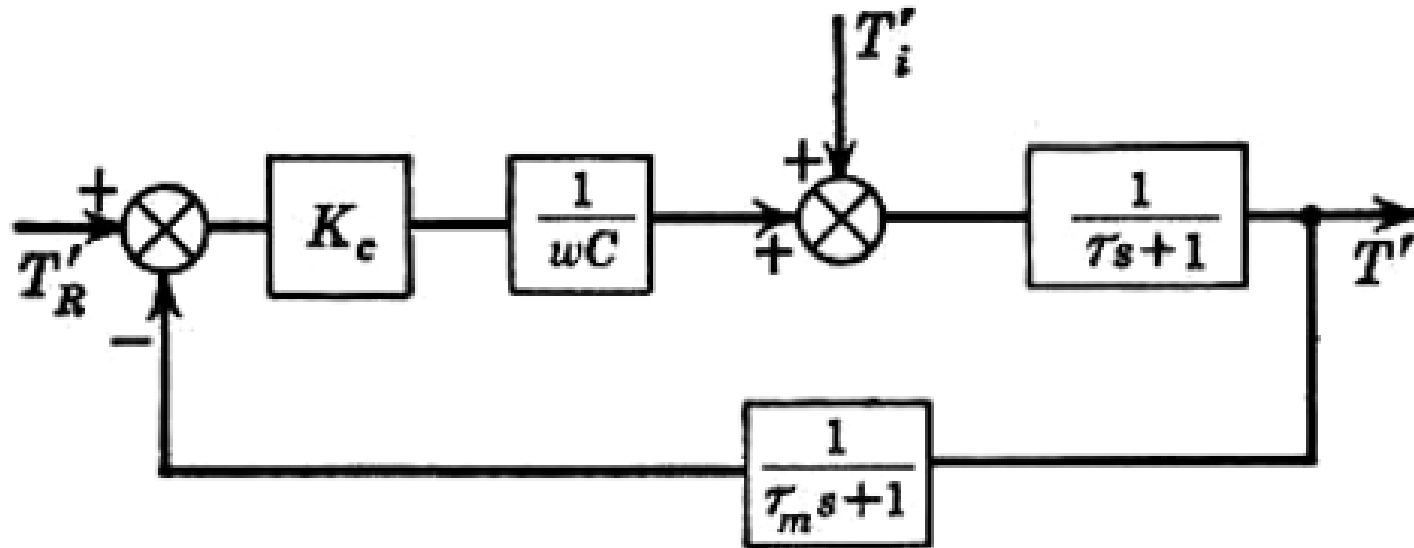 T'_i
+
+
K_c
1
wC
+
1
τs+1
T'_R
−
T'
1
τ_m s+1